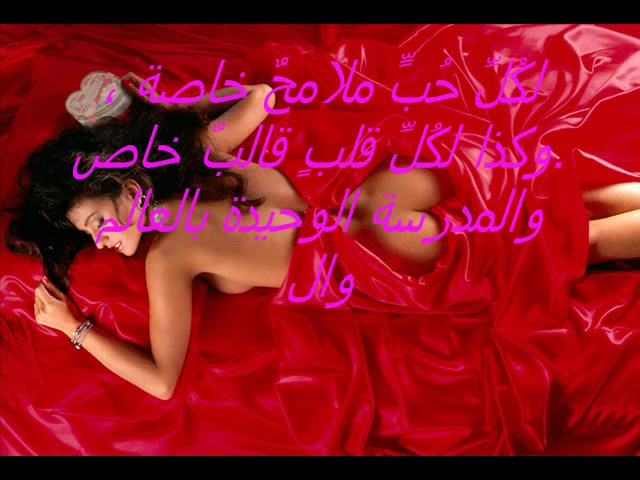 لكُلِّ حُبٍّ ملامحٌ خاصة ،
وكذا لكُلِّ قلبٍ قالبٌ خاص.
والمدرسة الوحيدة بالعالم
وال